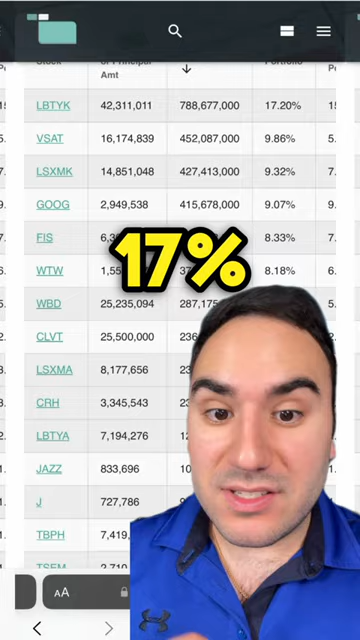 Stock
or Principal
Amt
Portfolio
LBTYK 42,311,011 788,677,000 17.20%
VSAT 16,174,839 452,087,000 9.86%
LSXMK 14,851,048 427,413,000 9.32%
GOOG 2,949,538 415,678,000 9.07%
FIS 8.33%
WTW 8.18%
17%
WBD 25,235,094
CLVT 25,500,000
LSXMA 8,177,656
CRH 3,345,543
LBTYA 7,194,276
JAZZ 833,696
J 727,786
TBPH
AA